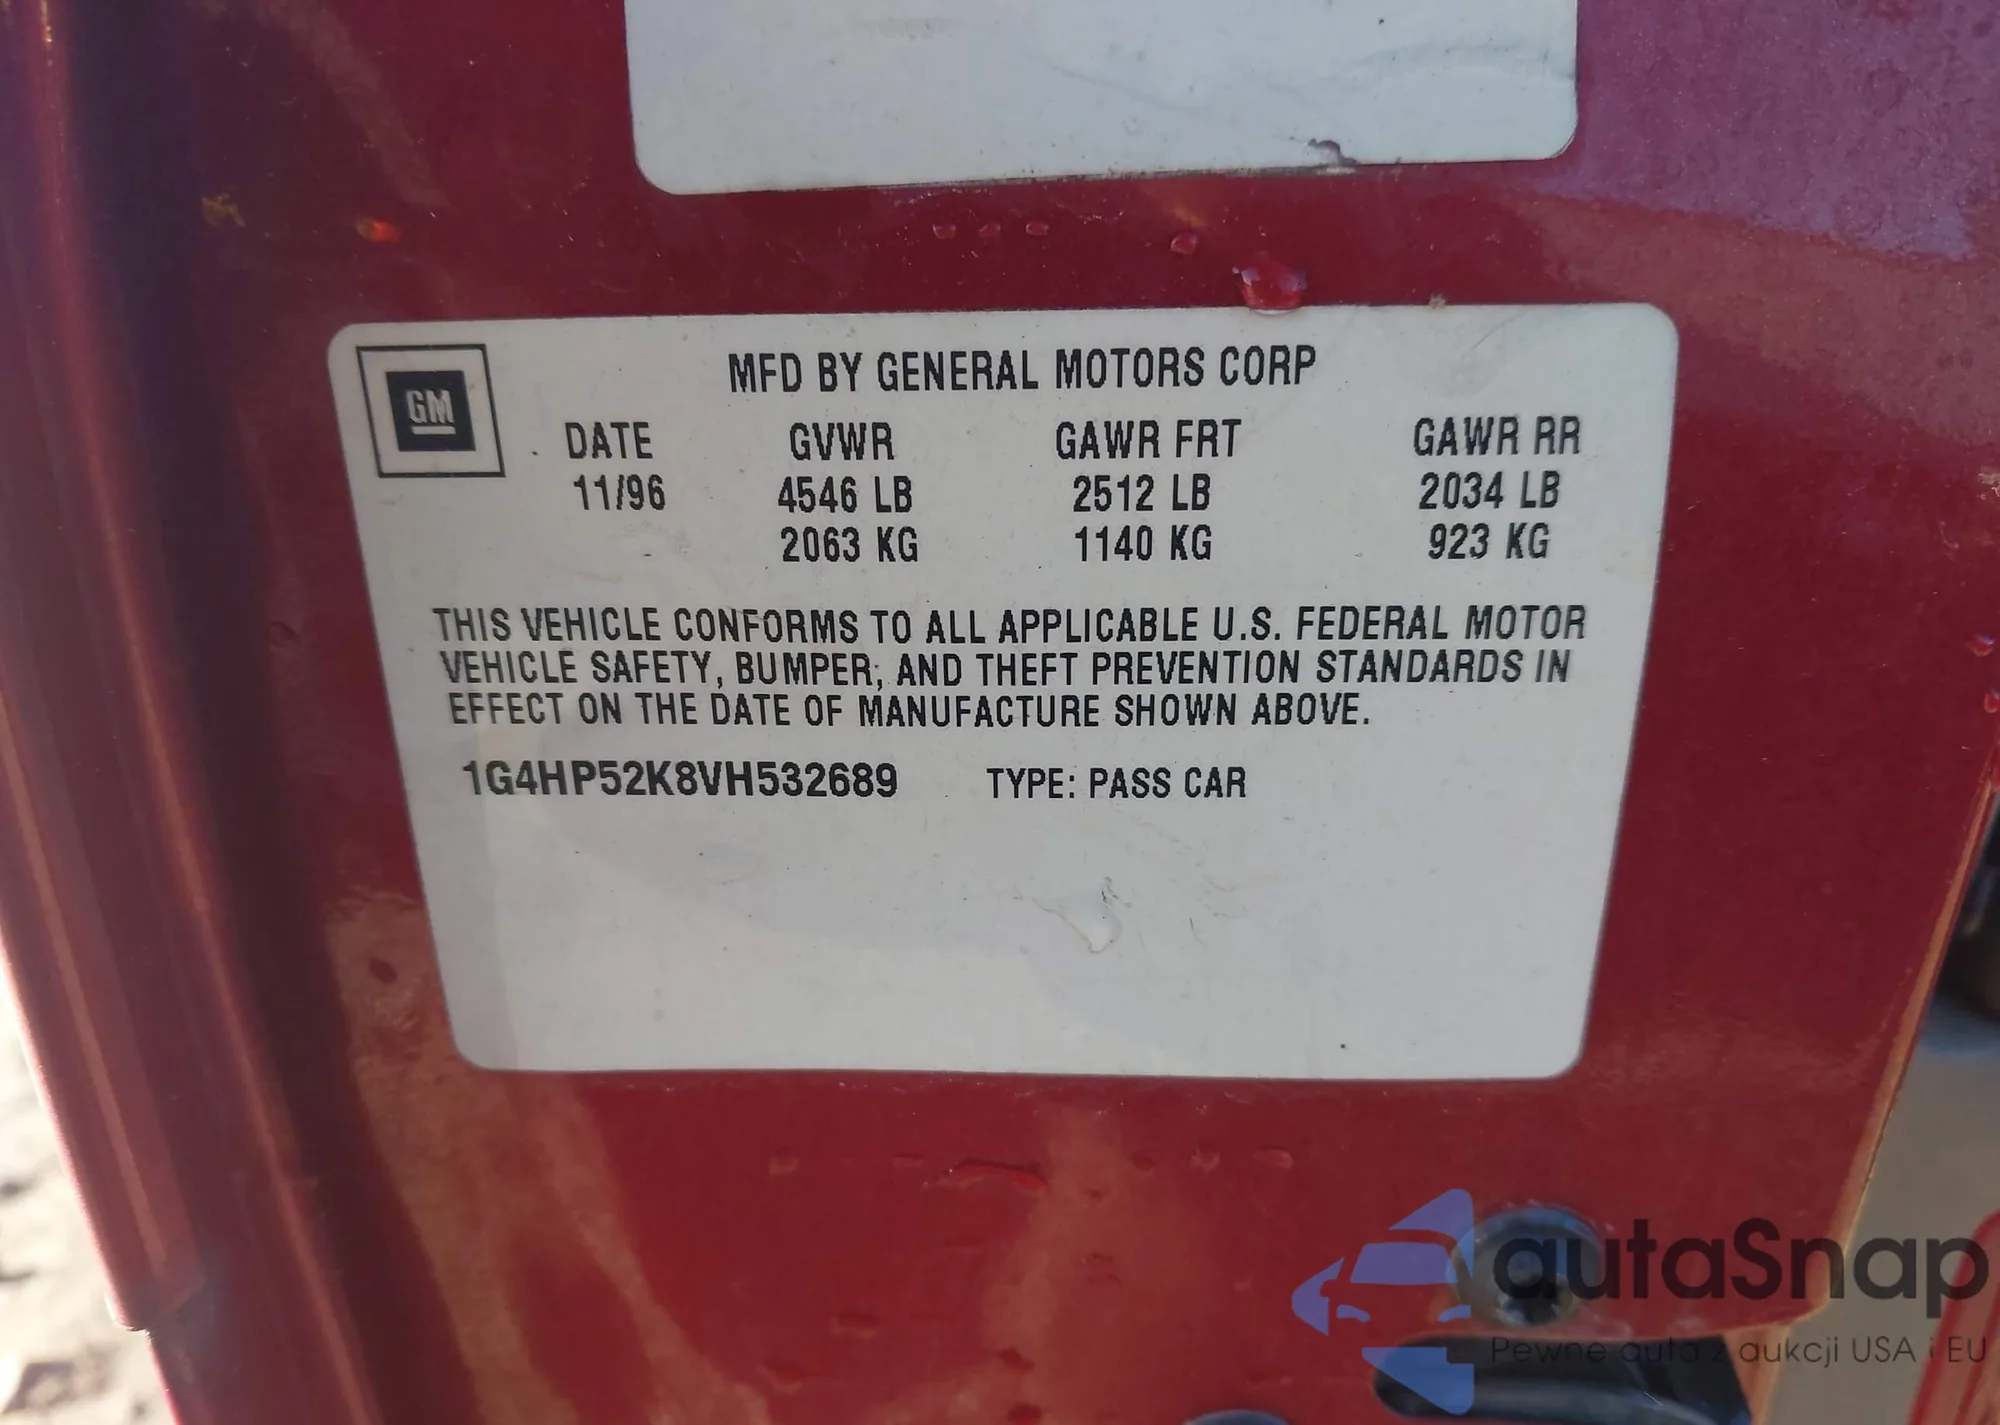 GM
MFD BY GENERAL MOTORS CORP
DATE GVWR GAWR FRT GAWR RR
11/96 4546 LB 2512 LB 2034 LB
2063 KG 1140 KG 923 KG
THIS VEHICLE CONFORMS TO ALL APPLICABLE U.S. FEDERAL MOTOR
VEHICLE SAFETY, BUMPER, AND THEFT PREVENTION STANDARDS IN
EFFECT ON THE DATE OF MANUFACTURE SHOWN ABOVE.
1G4HP52K8VH532689 TYPE: PASS CAR
autaSnap
Pewne auta z aukcji USA i EU